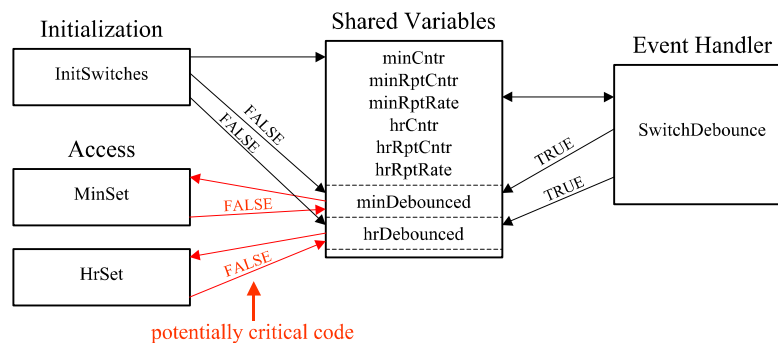 Initialization
InitSwitches
FALSE
FALSE
Access
MinSet
FALSE
HrSet
FALSE
potentially critical code
Shared Variables
minCntr
minRptCntr
minRptRate
hrCntr
hrRptCntr
hrRptRate
minDebounced
hrDebounced
Event Handler
SwitchDebounce
TRUE
TRUE